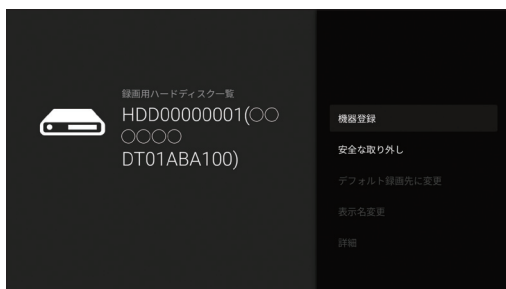 録画用ハードディスク一覧
HDD00000001(○○
○○○○
DT01ABA100)
機器登録
安全な取り外し
デフォルト録画先に変更
表示名変更
詳細